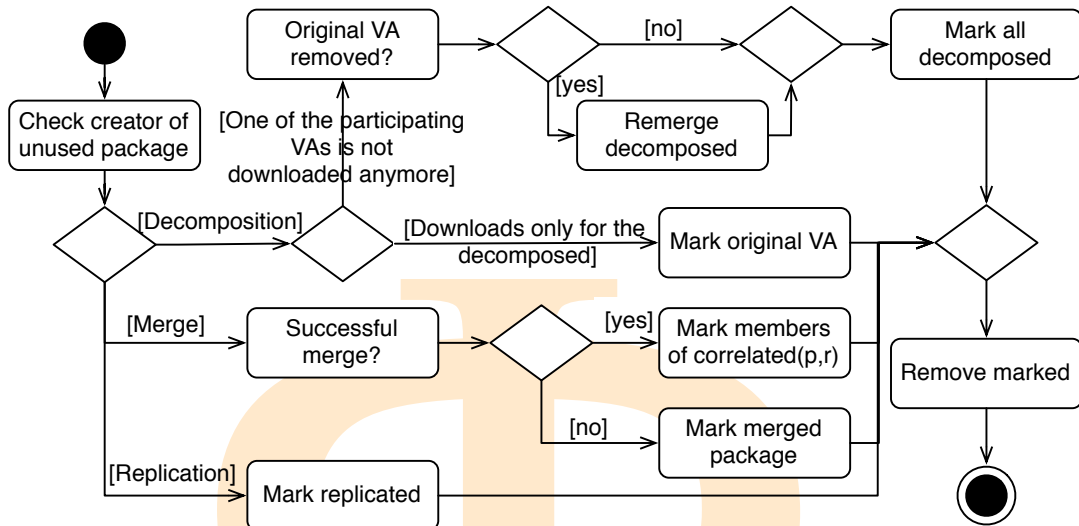 Original VA
removed?
[no]
Mark all
decomposed
[yes]
Remerge
decomposed
Check creator of
unused package
[One of the participating
VAs is not
downloaded anymore]
[Decomposition]
[Downloads only for the
decomposed]
Mark original VA
[Merge]
Successful
merge?
[yes]
Mark members
of correlated(p,r)
Remove marked
[no]
Mark merged
package
[Replication]
Mark replicated